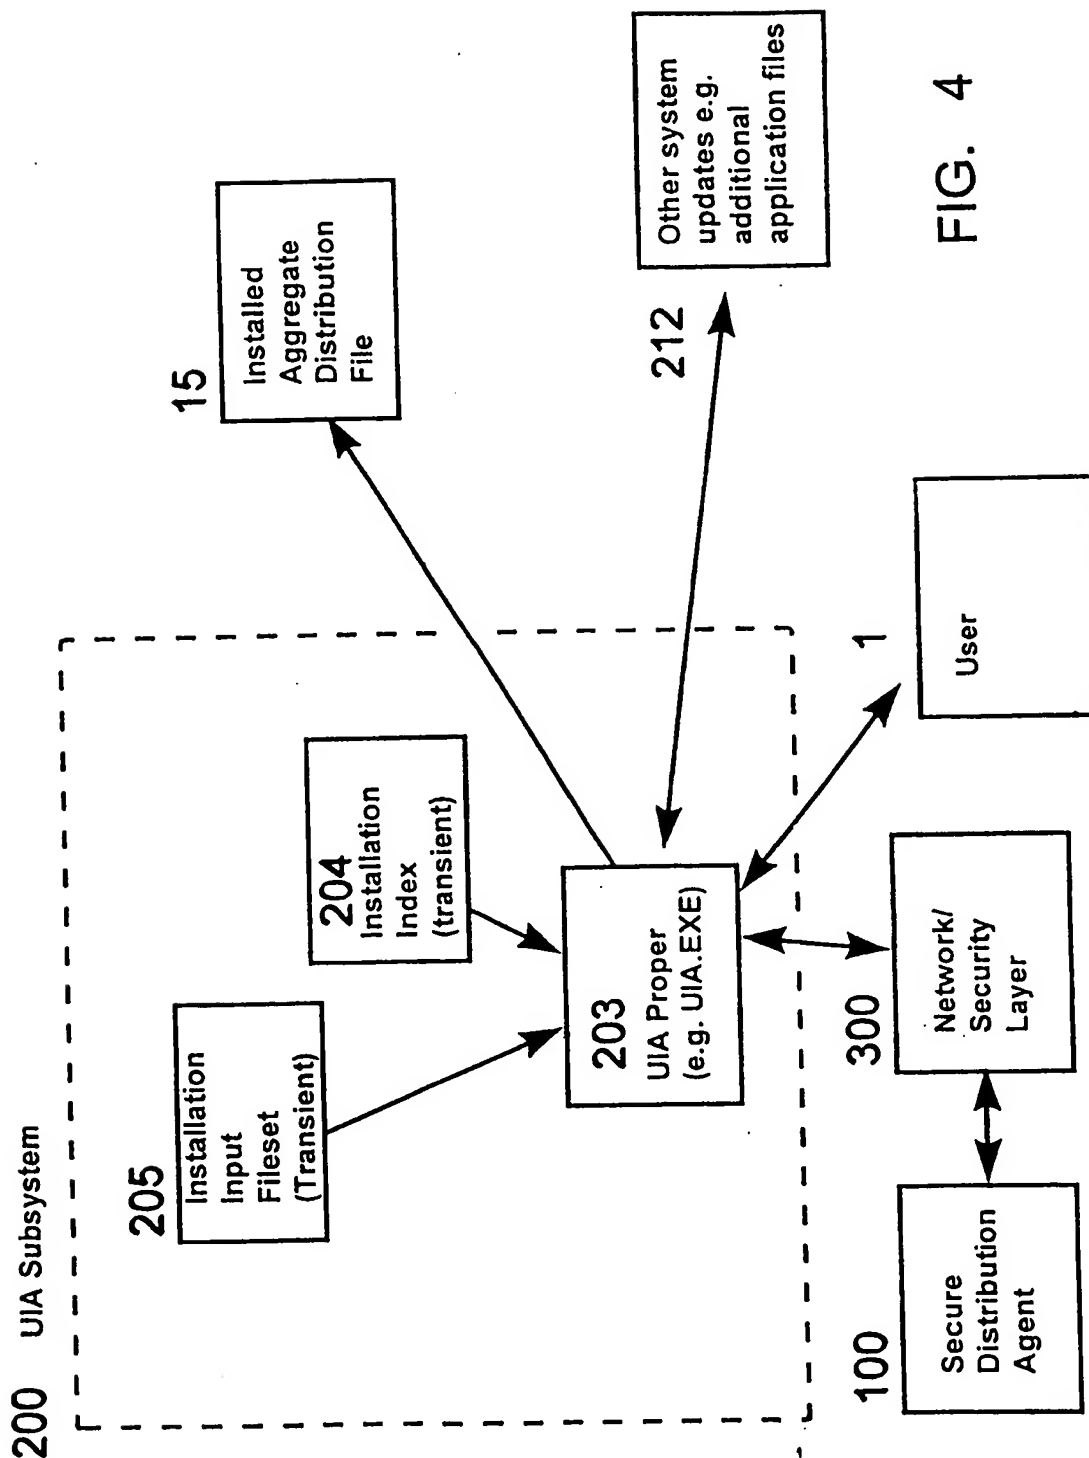 200 UIA Subsystem
205
Installation
Input
Fileset
(Transient)
204
Installation
Index
(transient)
15
Installed
Aggregate
Distribution
File
203
UIA Proper
(e.g. UIA.EXE)
212
Other system
updates e.g.
additional
application files
100
Secure
Distribution
Agent
300
Network/
Security
Layer
1
User
FIG. 4